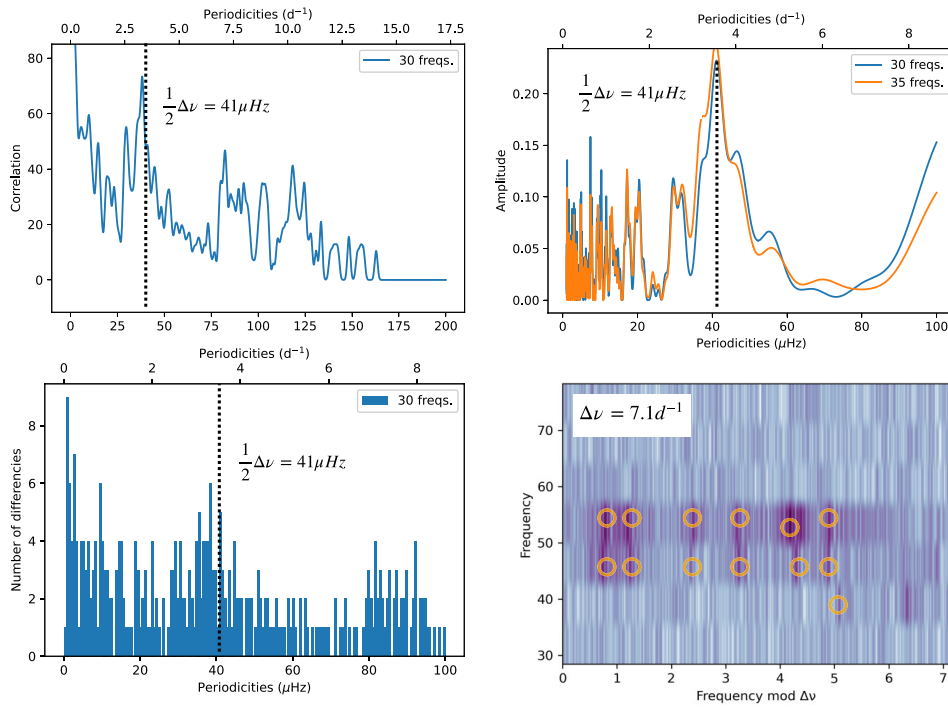 Periodicities (d⁻¹)
0.0 2.5 5.0 7.5 10.0 12.5 15.0 17.5
80
60
40
20
0
Correlation
30 freqs.
1/2 Δν = 41μHz
0 25 50 75 100 125 150 175 200
Periodicities (d⁻¹)
0 1 2 3 4 5 6 7 8
0.20
0.15
0.10
0.05
0.00
Amplitude
30 freqs.
35 freqs.
1/2 Δν = 41μHz
0 20 40 60 80 100
Periodicities (μHz)
Periodicities (d⁻¹)
0 2 4 6 8
8
6
4
2
0
Number of differencies
30 freqs.
1/2 Δν = 41μHz
0 20 40 60 80 100
Periodicities (μHz)
Δν = 7.1d⁻¹
70
60
50
40
30
Frequency
0 1 2 3 4 5 6 7
Frequency mod Δν